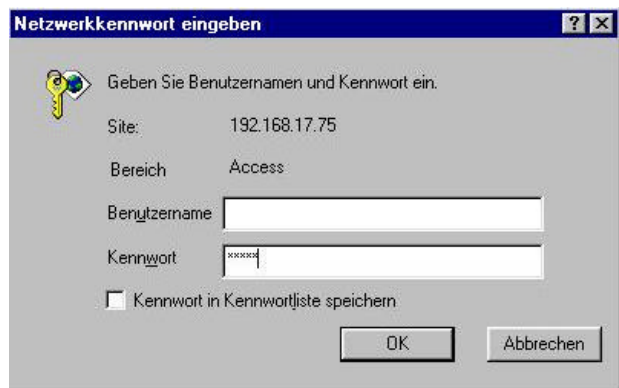 Netzwerkkennwort eingeben
Geben Sie Benutzernamen und Kennwort ein.
Site: 192.168.17.75
Bereich Access
Benutzername
Kennwort *****
Kennwort in Kennwortliste speichern
OK Abbrechen